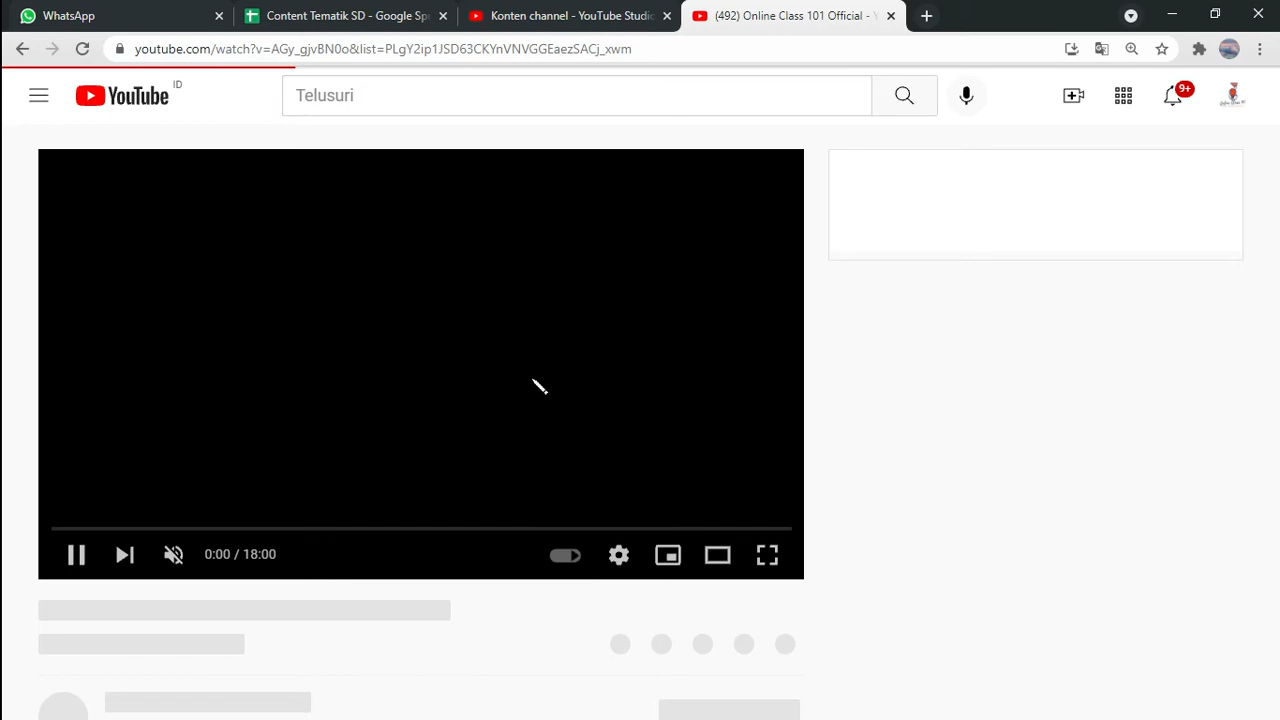 WhatsApp
Content Tematik SD - Google Sp
Konten channel - YouTube Studio
(492) Online Class 101 Official - Y
youtube.com/watch?v=AGy_gjvBN0o&list=PLgY2ip1JSD63CKYnVNVGGEaezSACj_xwm
YouTube ID
Telusuri
9+
0:00 / 18:00